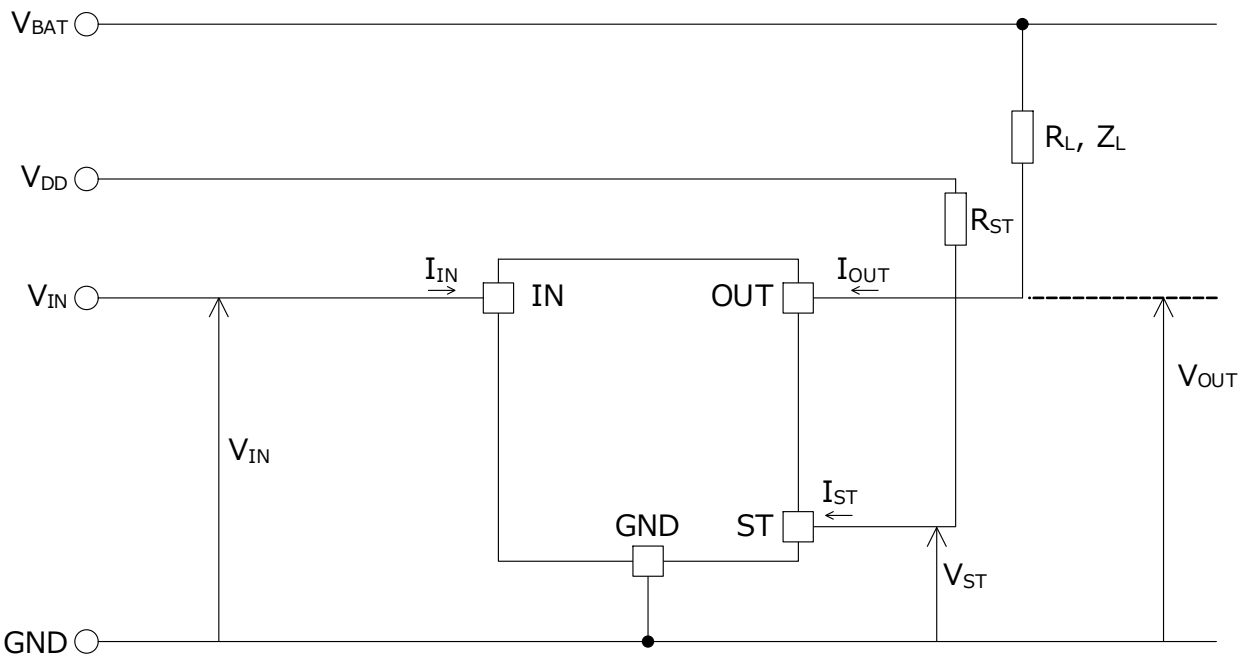 VBAT
RL, ZL
VDD
RST
IIN
IOUT
VIN
IN
OUT
VOUT
VIN
IST
GND
ST
VST
GND